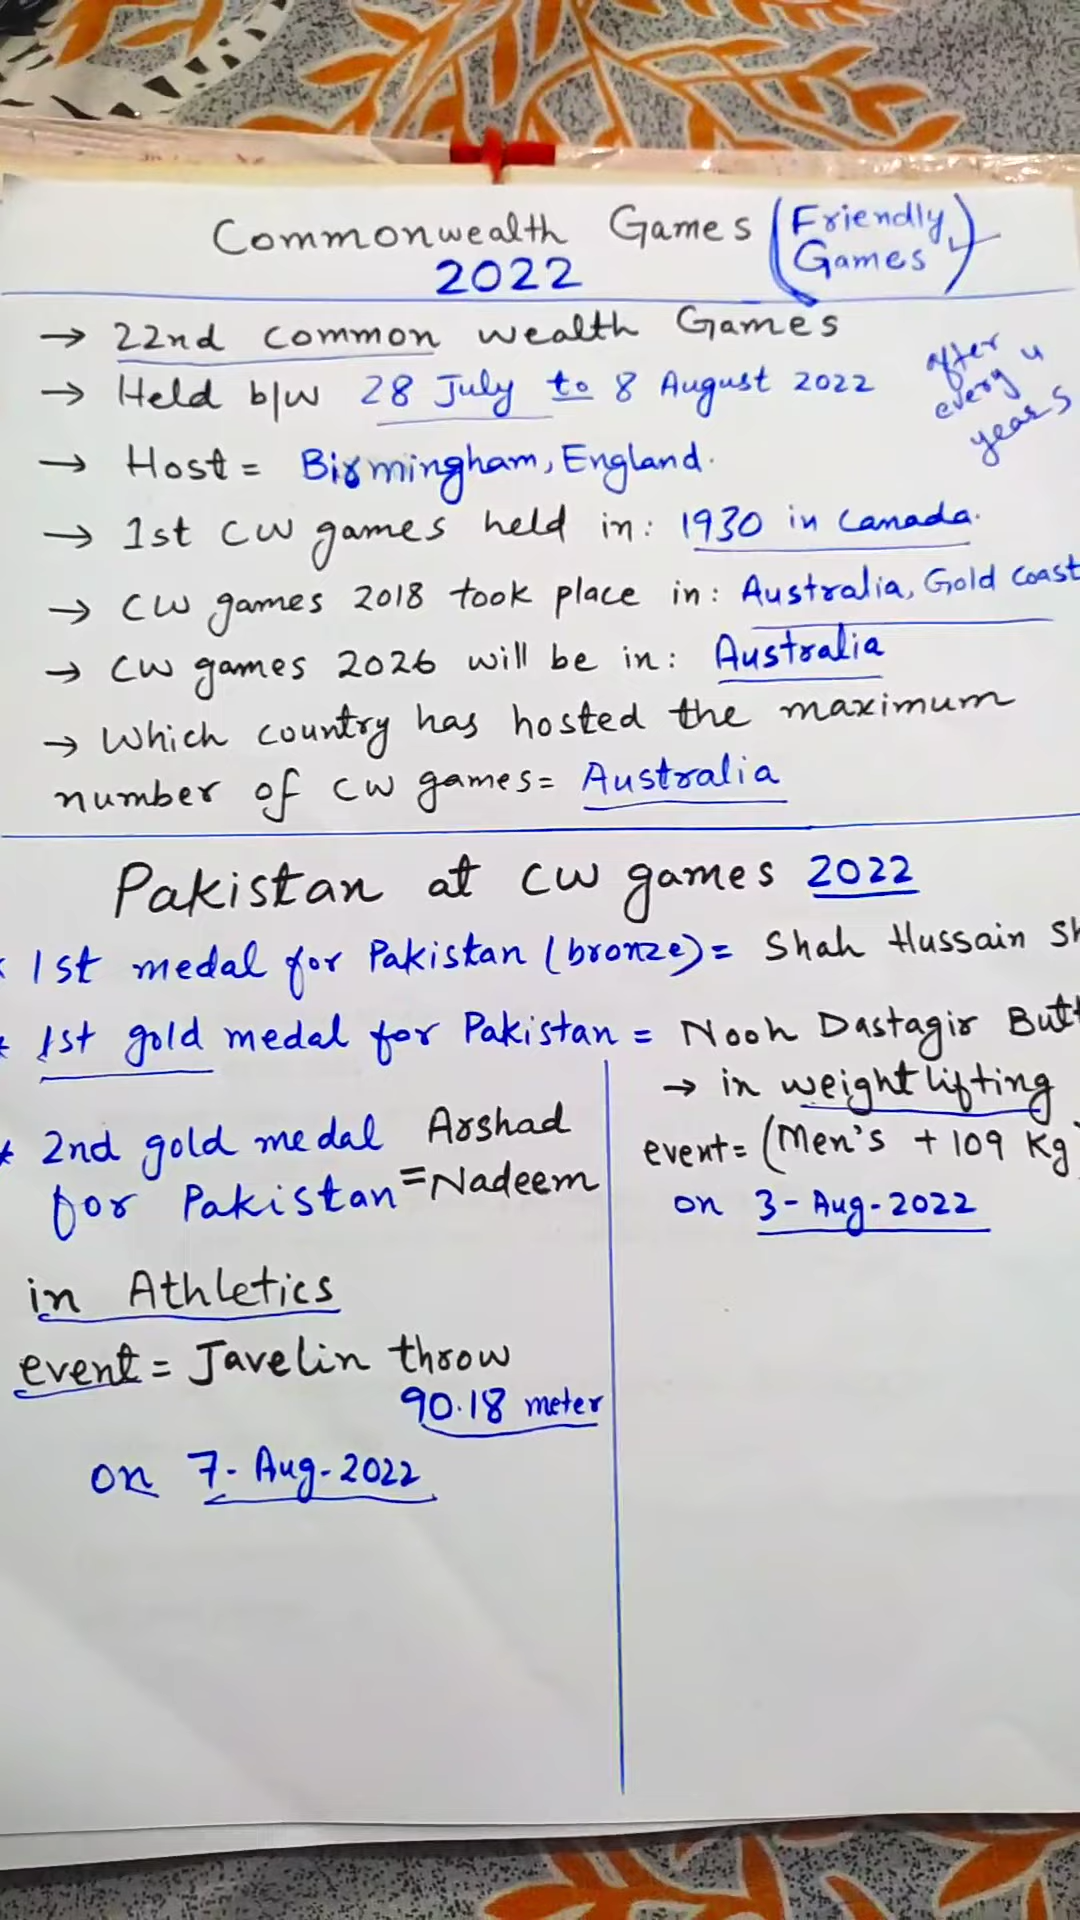 Commonwealth Games (Friendly Games)
2022
→ 22nd common wealth Games
→ Held b/w 28 July to 8 August 2022
after every 4 years
→ Host = Birmingham, England.
→ 1st CW games held in: 1930 in Canada.
→ CW games 2018 took place in: Australia, Gold Coast
→ CW games 2026 will be in: Australia
→ Which country has hosted the maximum
number of CW games= Australia
Pakistan at CW games 2022
* 1st medal for Pakistan (bronze)= Shah Hussain Sh
* 1st gold medal for Pakistan = Nooh Dastagir Butt
→ in weightlifting
event= (Men's +109 Kg)
on 3-Aug-2022
* 2nd gold medal Arshad
for Pakistan = Nadeem
in Athletics
event = Javelin throw
90.18 meter
on 7-Aug-2022